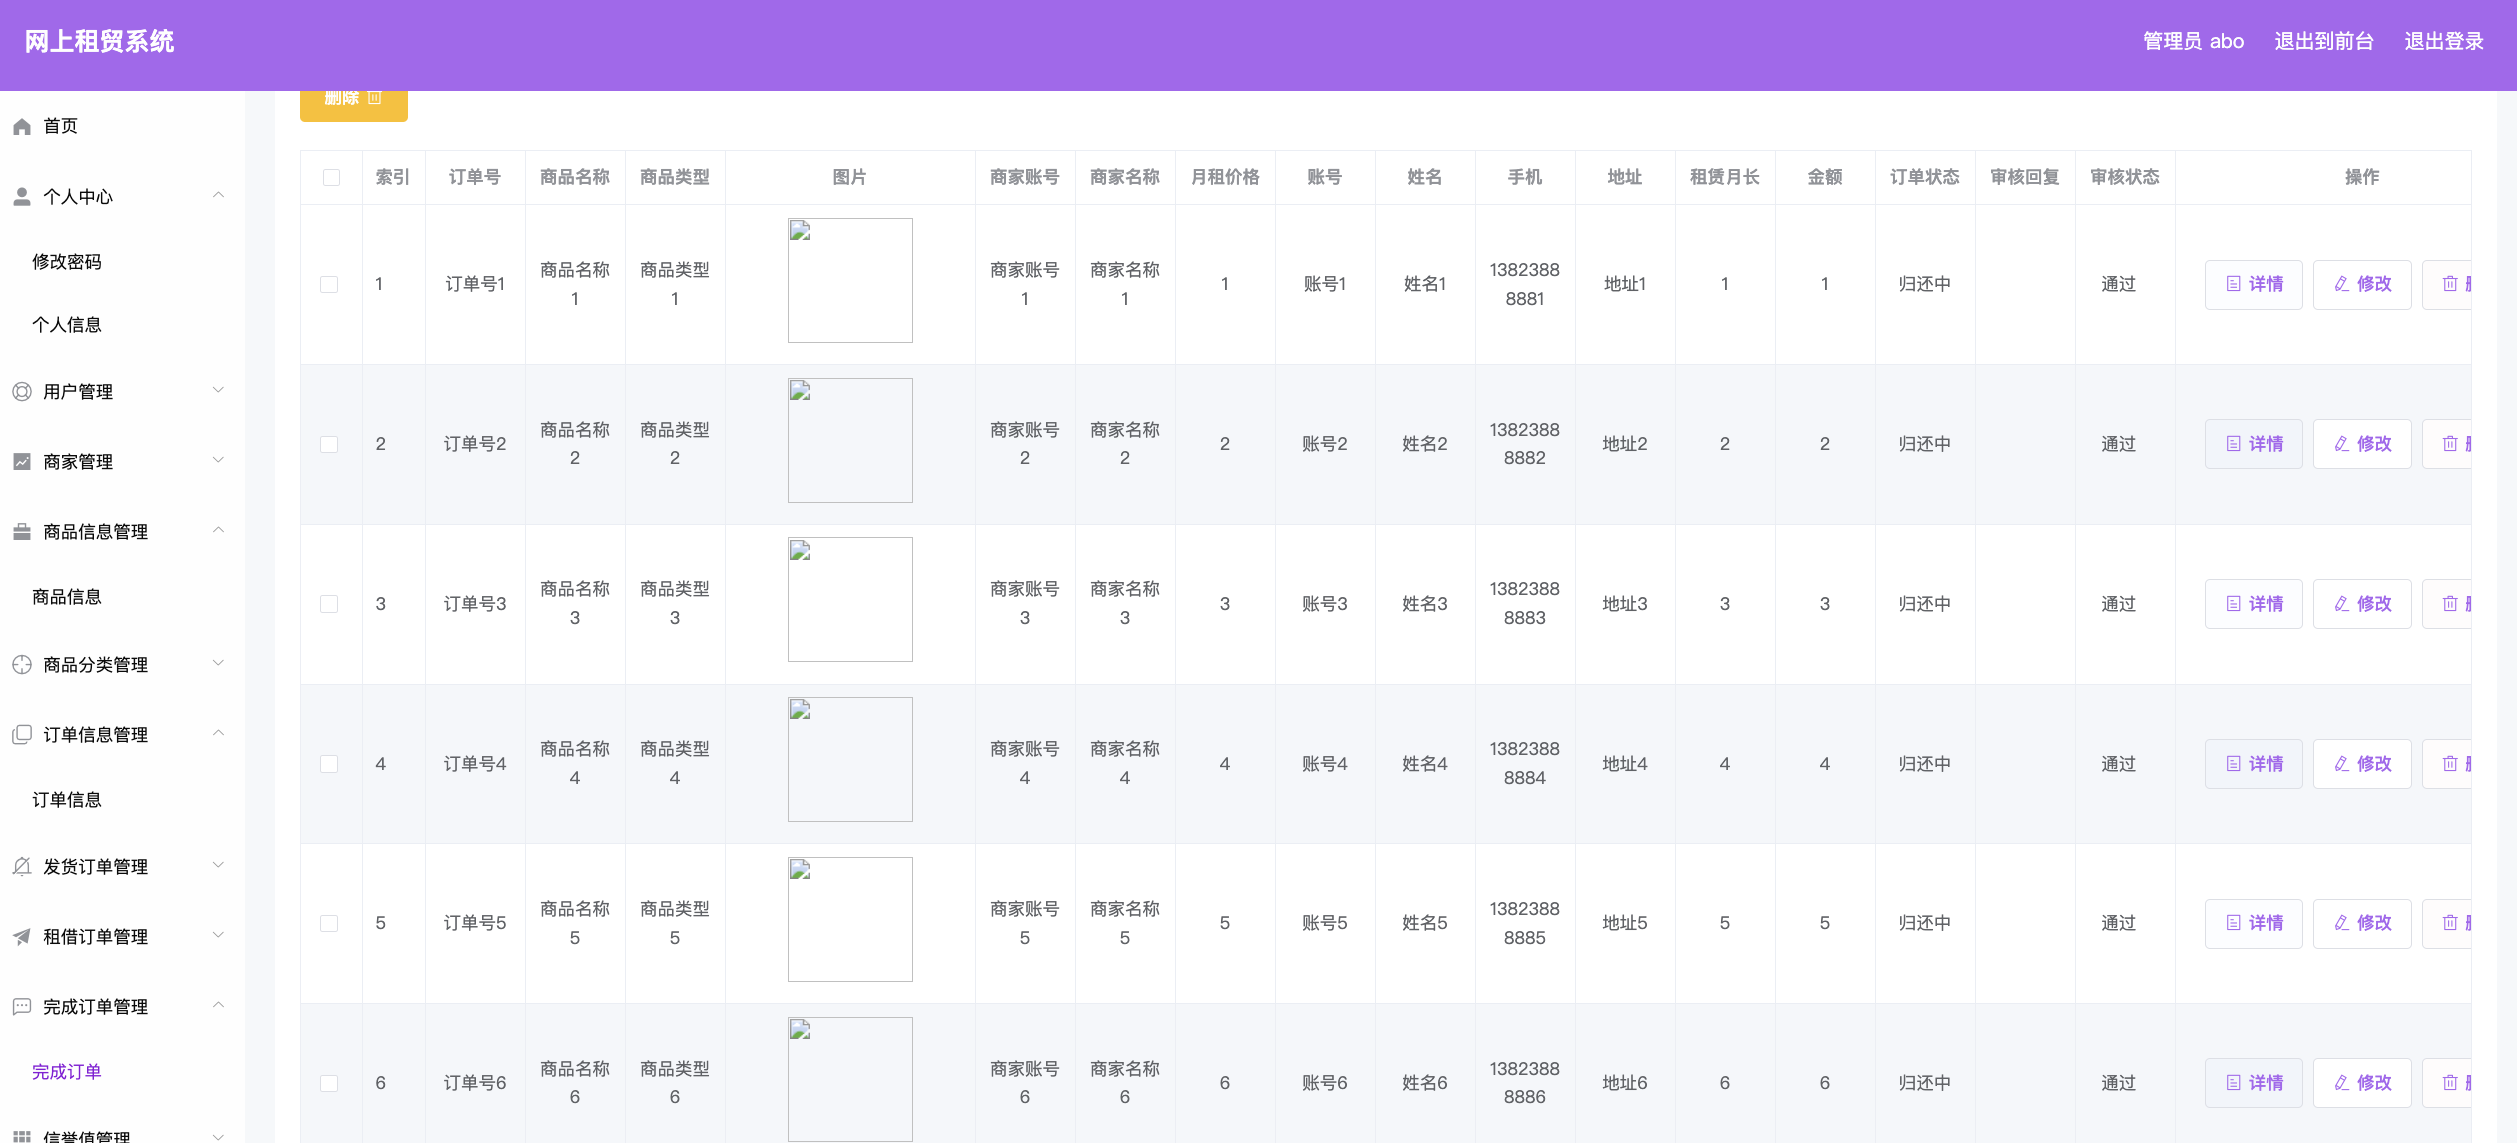 网上租贸系统
管理员 abo 退出到前台 退出登录
首页
个人中心
修改密码
个人信息
用户管理
商家管理
商品信息管理
商品信息
商品分类管理
订单信息管理
订单信息
发货订单管理
租借订单管理
完成订单管理
完成订单
信誉值管理
删除
索引 订单号 商品名称 商品类型 图片 商家账号 商家名称 月租价格 账号 姓名 手机 地址 租赁月长 金额 订单状态 审核回复 审核状态 操作
1 订单号1 商品名称1 商品类型1 商家账号1 商家名称1 1 账号1 姓名1 13823888881 地址1 1 1 归还中 通过 详情 修改
2 订单号2 商品名称2 商品类型2 商家账号2 商家名称2 2 账号2 姓名2 13823888882 地址2 2 2 归还中 通过 详情 修改
3 订单号3 商品名称3 商品类型3 商家账号3 商家名称3 3 账号3 姓名3 13823888883 地址3 3 3 归还中 通过 详情 修改
4 订单号4 商品名称4 商品类型4 商家账号4 商家名称4 4 账号4 姓名4 13823888884 地址4 4 4 归还中 通过 详情 修改
5 订单号5 商品名称5 商品类型5 商家账号5 商家名称5 5 账号5 姓名5 13823888885 地址5 5 5 归还中 通过 详情 修改
6 订单号6 商品名称6 商品类型6 商家账号6 商家名称6 6 账号6 姓名6 13823888886 地址6 6 6 归还中 通过 详情 修改